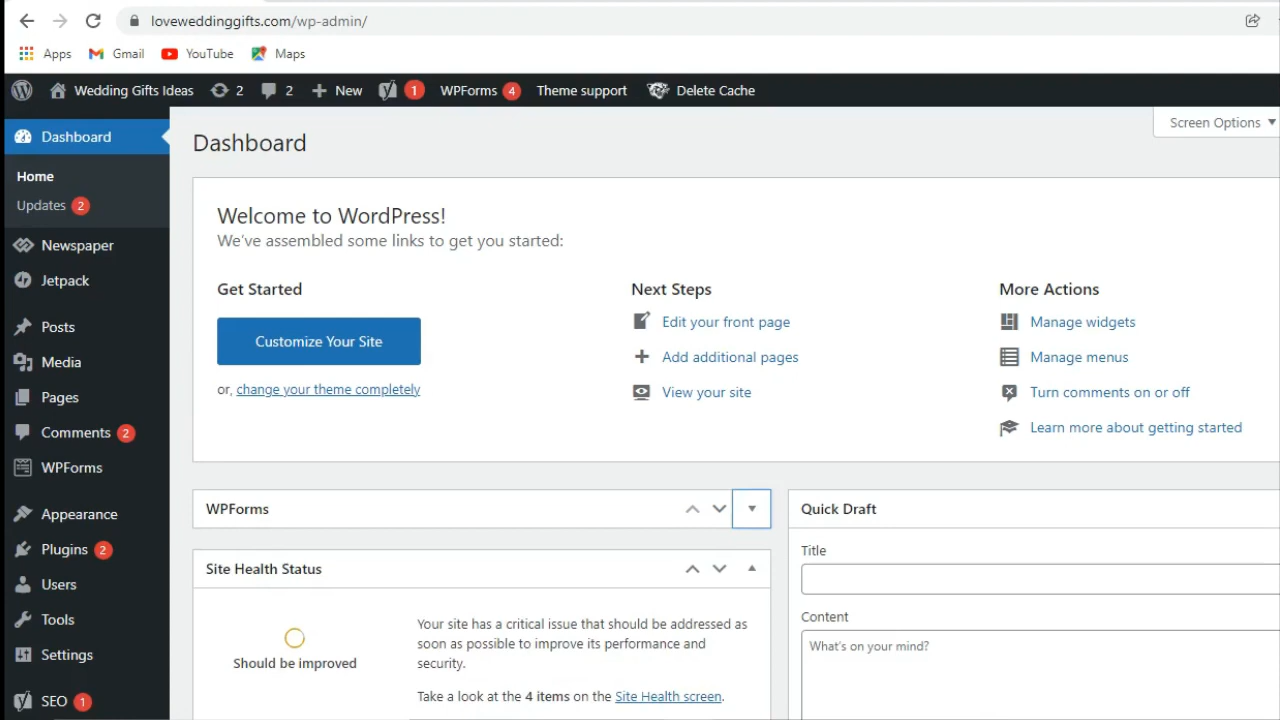 loveweddinggifts.com/wp-admin/
Apps Gmail YouTube Maps
Wedding Gifts Ideas 2 2 New 1 WPForms 4 Theme support Delete Cache
Screen Options
Dashboard
Home
Updates 2
Newspaper
Jetpack
Posts
Media
Pages
Comments 2
WPForms
Appearance
Plugins 2
Users
Tools
Settings
SEO 1
Dashboard
Welcome to WordPress!
We've assembled some links to get you started:
Get Started
Customize Your Site
or, change your theme completely
Next Steps
Edit your front page
Add additional pages
View your site
More Actions
Manage widgets
Manage menus
Turn comments on or off
Learn more about getting started
WPForms
Site Health Status
Should be improved
Your site has a critical issue that should be addressed as
soon as possible to improve its performance and
security.
Take a look at the 4 items on the Site Health screen.
Quick Draft
Title
Content
What's on your mind?